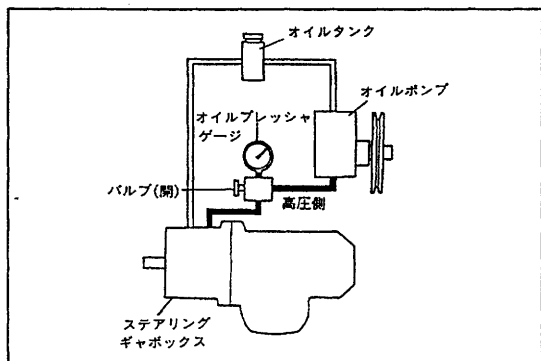 オイルタンク
オイルポンプ
オイルプレッシャ
ゲージ
バルブ(開)
高圧側
ステアリング
ギャボックス